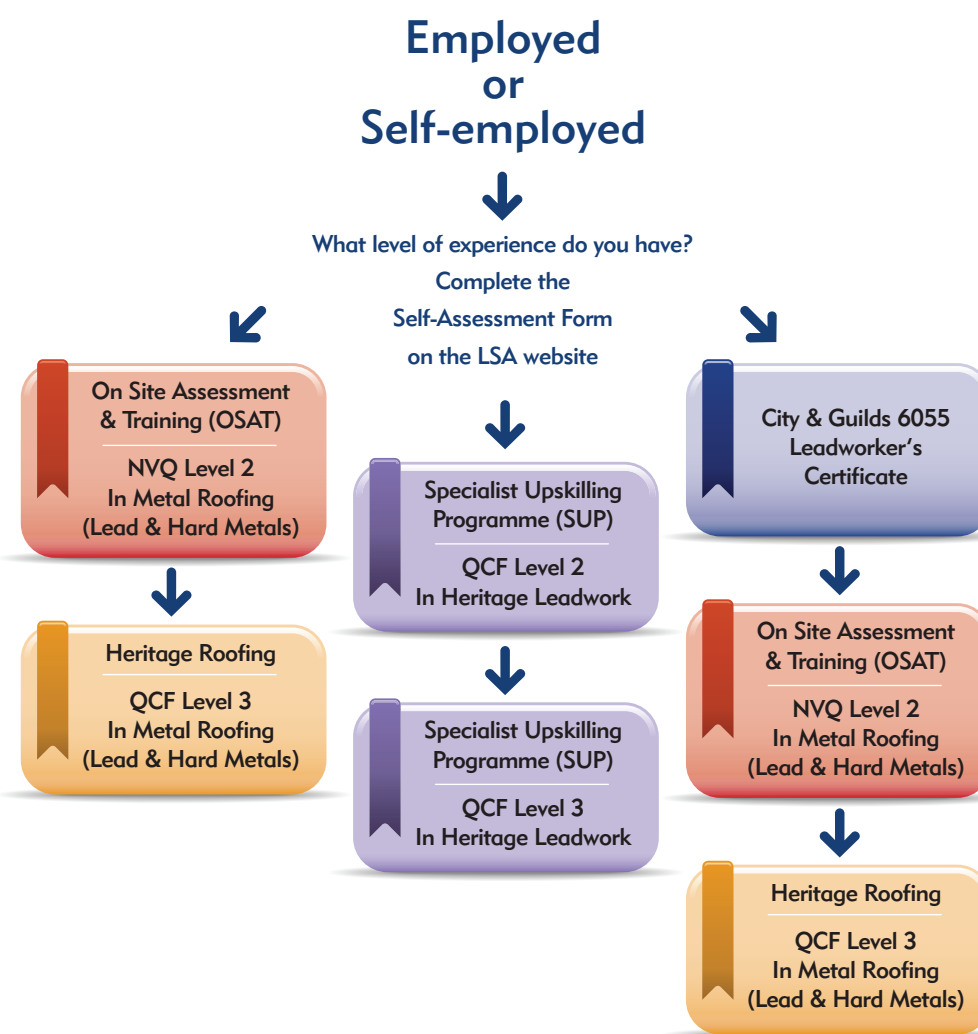 Employed
or
Self-employed
What level of experience do you have?
Complete the
Self-Assessment Form
on the LSA website
On Site Assessment
& Training (OSAT)
NVQ Level 2
In Metal Roofing
(Lead & Hard Metals)
Heritage Roofing
QCF Level 3
In Metal Roofing
(Lead & Hard Metals)
Specialist Upskilling
Programme (SUP)
QCF Level 2
In Heritage Leadwork
Specialist Upskilling
Programme (SUP)
QCF Level 3
In Heritage Leadwork
City & Guilds 6055
Leadworker‘s
Certificate
On Site Assessment
& Training (OSAT)
NVQ Level 2
In Metal Roofing
(Lead & Hard Metals)
Heritage Roofing
QCF Level 3
In Metal Roofing
(Lead & Hard Metals)